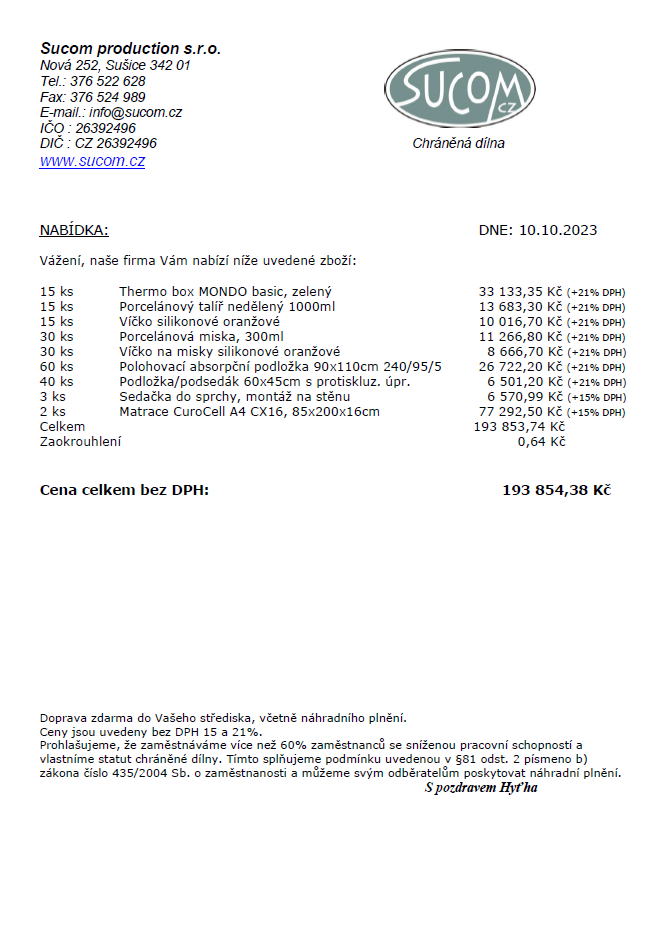 Sucom production s.r.o.
Nová 252, Sušice 342 01
Tel.: 376 522 628
Fax: 376 524 989
E-mail.: info@sucom.cz
IČO : 26392496
DIČ : CZ 26392496
www.sucom.cz
SUCOM CZ
Chráněná dílna
NABÍDKA: DNE: 10.10.2023
Vážení, naše firma Vám nabízí níže uvedené zboží:
15 ks Thermo box MONDO basic, zelený 33 133,35 Kč (+21% DPH)
15 ks Porcelánový talíř nedělený 1000ml 13 683,30 Kč (+21% DPH)
15 ks Víčko silikonové oranžové 10 016,70 Kč (+21% DPH)
30 ks Porcelánová miska, 300ml 11 266,80 Kč (+21% DPH)
30 ks Víčko na misky silikonové oranžové 8 666,70 Kč (+21% DPH)
60 ks Polohovací absorpční podložka 90x110cm 240/95/5 26 722,20 Kč (+21% DPH)
40 ks Podložka/podsedák 60x45cm s protiskluz. úpr. 6 501,20 Kč (+21% DPH)
3 ks Sedačka do sprchy, montáž na stěnu 6 570,99 Kč (+15% DPH)
2 ks Matrace CuroCell A4 CX16, 85x200x16cm 77 292,50 Kč (+15% DPH)
Celkem 193 853,74 Kč
Zaokrouhlení 0,64 Kč
Cena celkem bez DPH: 193 854,38 Kč
Doprava zdarma do Vašeho střediska, včetně náhradního plnění.
Ceny jsou uvedeny bez DPH 15 a 21%.
Prohlašujeme, že zaměstnáváme více než 60% zaměstnanců se sníženou pracovní schopností a
vlastníme statut chráněné dílny. Tímto splňujeme podmínku uvedenou v §81 odst. 2 písmeno b)
zákona číslo 435/2004 Sb. o zaměstnanosti a můžeme svým odběratelům poskytovat náhradní plnění.
S pozdravem Hyťha